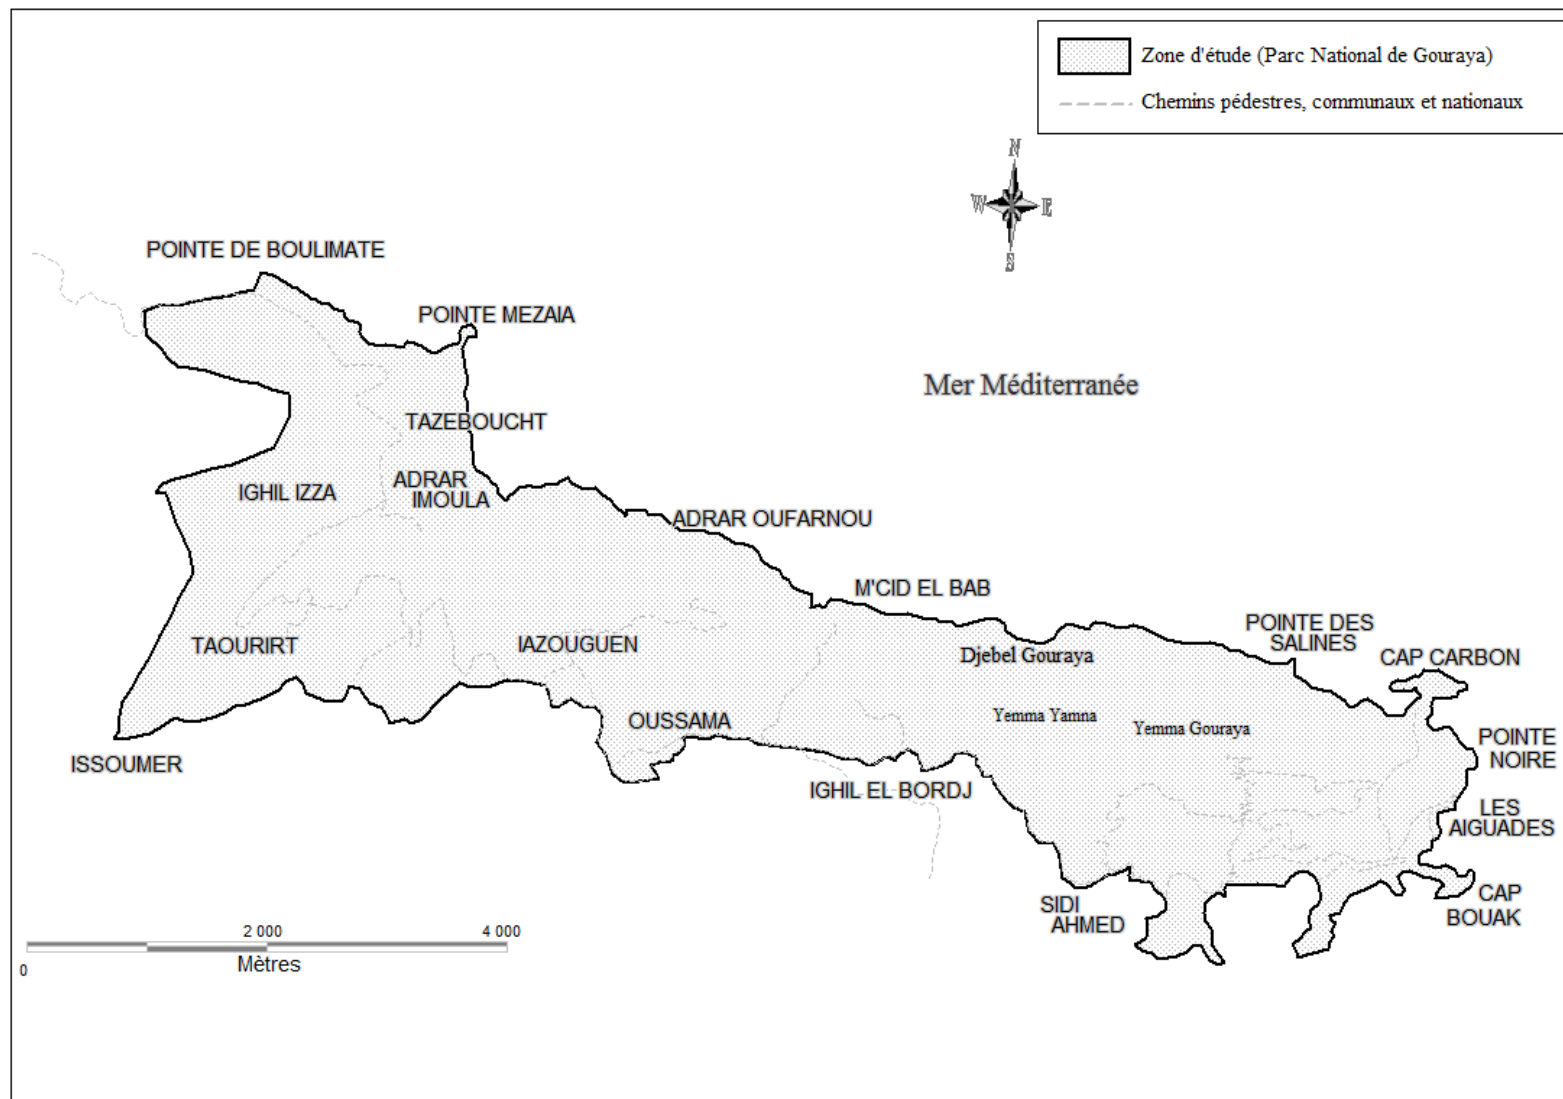 Zone d'étude (Parc National de Gouraya)
Chemins pédestres, communaux et nationaux
N
W
E
S
POINTE DE BOULIMATE
POINTE MEZAIA
Mer Méditerranée
TAZEBOUCHT
IGHIL IZZA
ADRAR
IMOULA
ADRAR OUFARNOU
M'CID EL BAB
POINTE DES
SALINES
CAP CARBON
TAOURIRT
IAZOUGUEN
Djebel Gouraya
OUSSAMA
Yemma Yamna
Yemma Gouraya
POINTE
NOIRE
ISSOUMER
IGHIL EL BORDJ
LES
AIGUADES
SIDI
AHMED
CAP
BOUAK
2 000
4 000
0
Mètres